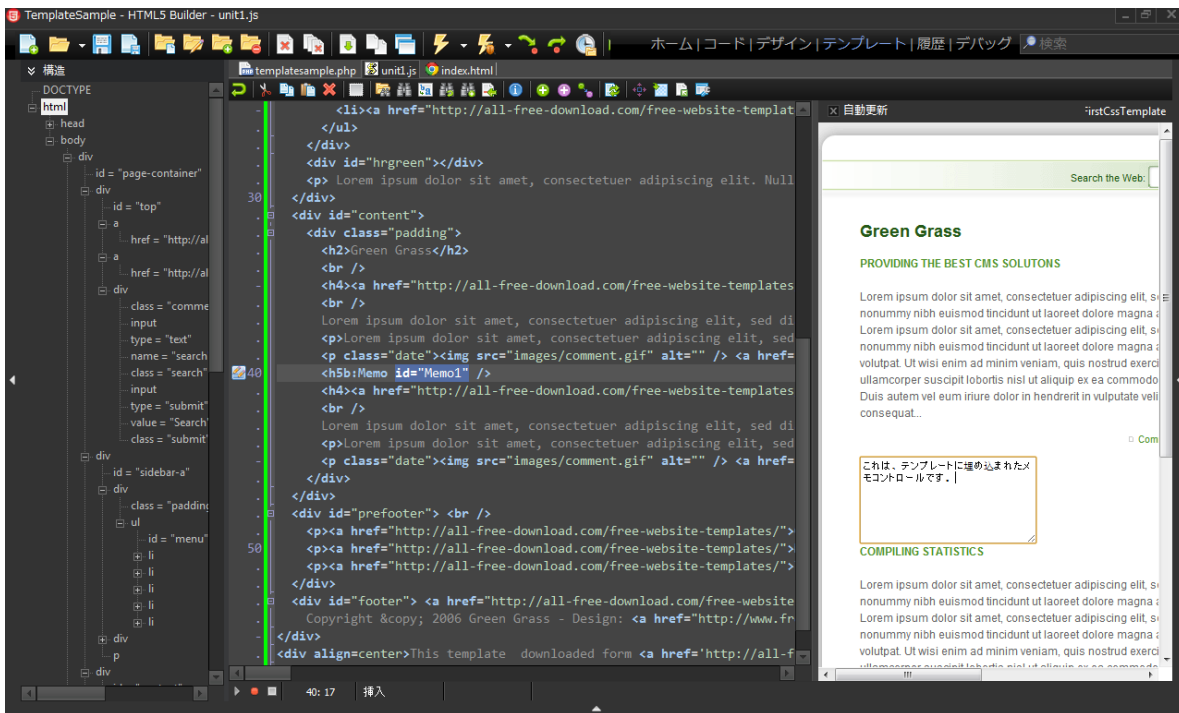 TemplateSample - HTML5 Builder - unit1.js
ホーム | コード | デザイン | テンプレート | 履歴 | デバッグ 検索
構造
DOCTYPE
html
head
body
div
id = "page-container"
div
id = "top"
a
href = "http://al
a
href = "http://al
div
class = "comme
input
type = "text"
name = "search
class = "search"
input
type = "submit"
value = "Search"
class = "submit"
div
id = "sidebar-a"
div
class = "padding
ul
id = "menu"
li
li
li
li
li
div
p
div
templatesample.php unit1.js index.html
<li><a href="http://all-free-download.com/free-website-templat
</ul>
</div>
<div id="hrgreen"></div>
<p> Lorem ipsum dolor sit amet, consectetuer adipiscing elit. Null
30 </div>
<div id="content">
<div class="padding">
<h2>Green Grass</h2>
<br />
<h4><a href="http://all-free-download.com/free-website-templates
<br />
Lorem ipsum dolor sit amet, consectetuer adipiscing elit, sed di
<p>Lorem ipsum dolor sit amet, consectetuer adipiscing elit, sed
<p class="date"><img src="images/comment.gif" alt="" /> <a href=
40 <h5b:Memo id="Memo1" />
<h4><a href="http://all-free-download.com/free-website-templates
<br />
Lorem ipsum dolor sit amet, consectetuer adipiscing elit, sed di
<p>Lorem ipsum dolor sit amet, consectetuer adipiscing elit, sed
<p class="date"><img src="images/comment.gif" alt="" /> <a href=
</div>
</div>
<div id="prefooter"> <br />
<p><a href="http://all-free-download.com/free-website-templates/">
50 <p><a href="http://all-free-download.com/free-website-templates/">
<p><a href="http://all-free-download.com/free-website-templates/">
</div>
<div id="footer"> <a href="http://all-free-download.com/free-website
Copyright &copy; 2006 Green Grass - Design: <a href="http://www.fr
</div>
<div align=center>This template  downloaded form <a href='http://all-f
40: 17 挿入
自動更新 FirstCssTemplate
Search the Web:
Green Grass
PROVIDING THE BEST CMS SOLUTONS
Lorem ipsum dolor sit amet, consectetuer adipiscing elit, s
nonummy nibh euismod tincidunt ut laoreet dolore magna a
Lorem ipsum dolor sit amet, consectetuer adipiscing elit, s
nonummy nibh euismod tincidunt ut laoreet dolore magna a
volutpat. Ut wisi enim ad minim veniam, quis nostrud exerci
ullamcorper suscipit lobortis nisl ut aliquip ex ea commodo
Duis autem vel eum iriure dolor in hendrerit in vulputate veli
consequat...
Com
これは、テンプレートに埋め込まれたメ
モコントロールです。
COMPILING STATISTICS
Lorem ipsum dolor sit amet, consectetuer adipiscing elit, s
nonummy nibh euismod tincidunt ut laoreet dolore magna a
Lorem ipsum dolor sit amet, consectetuer adipiscing elit, s
nonummy nibh euismod tincidunt ut laoreet dolore magna a
volutpat. Ut wisi enim ad minim veniam, quis nostrud exerci